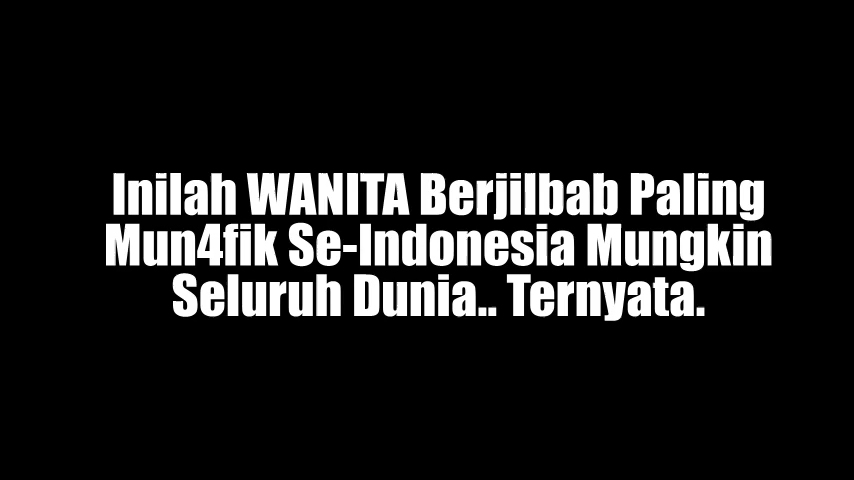 Inilah WANITA Berjilbab Paling
Mun4fik Se-Indonesia Mungkin
Seluruh Dunia.. Ternyata.